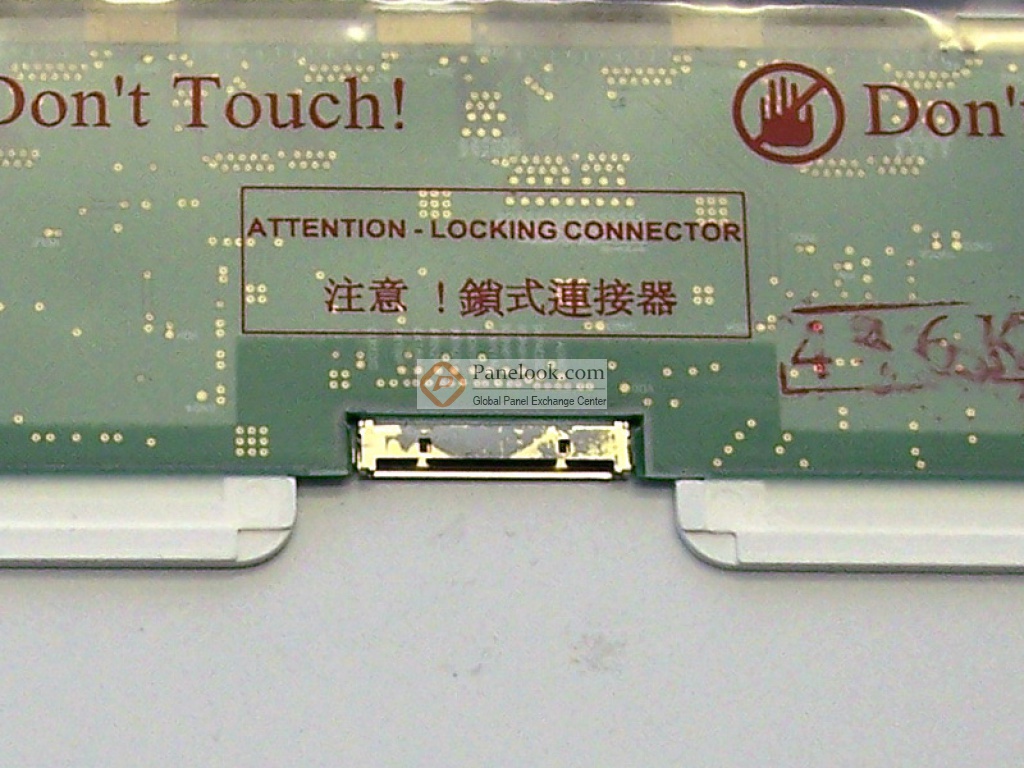 Don't Touch!
Don't
ATTENTION - LOCKING CONNECTOR
注意 ！鎖式連接器
Panelook.com
Global Panel Exchange Center